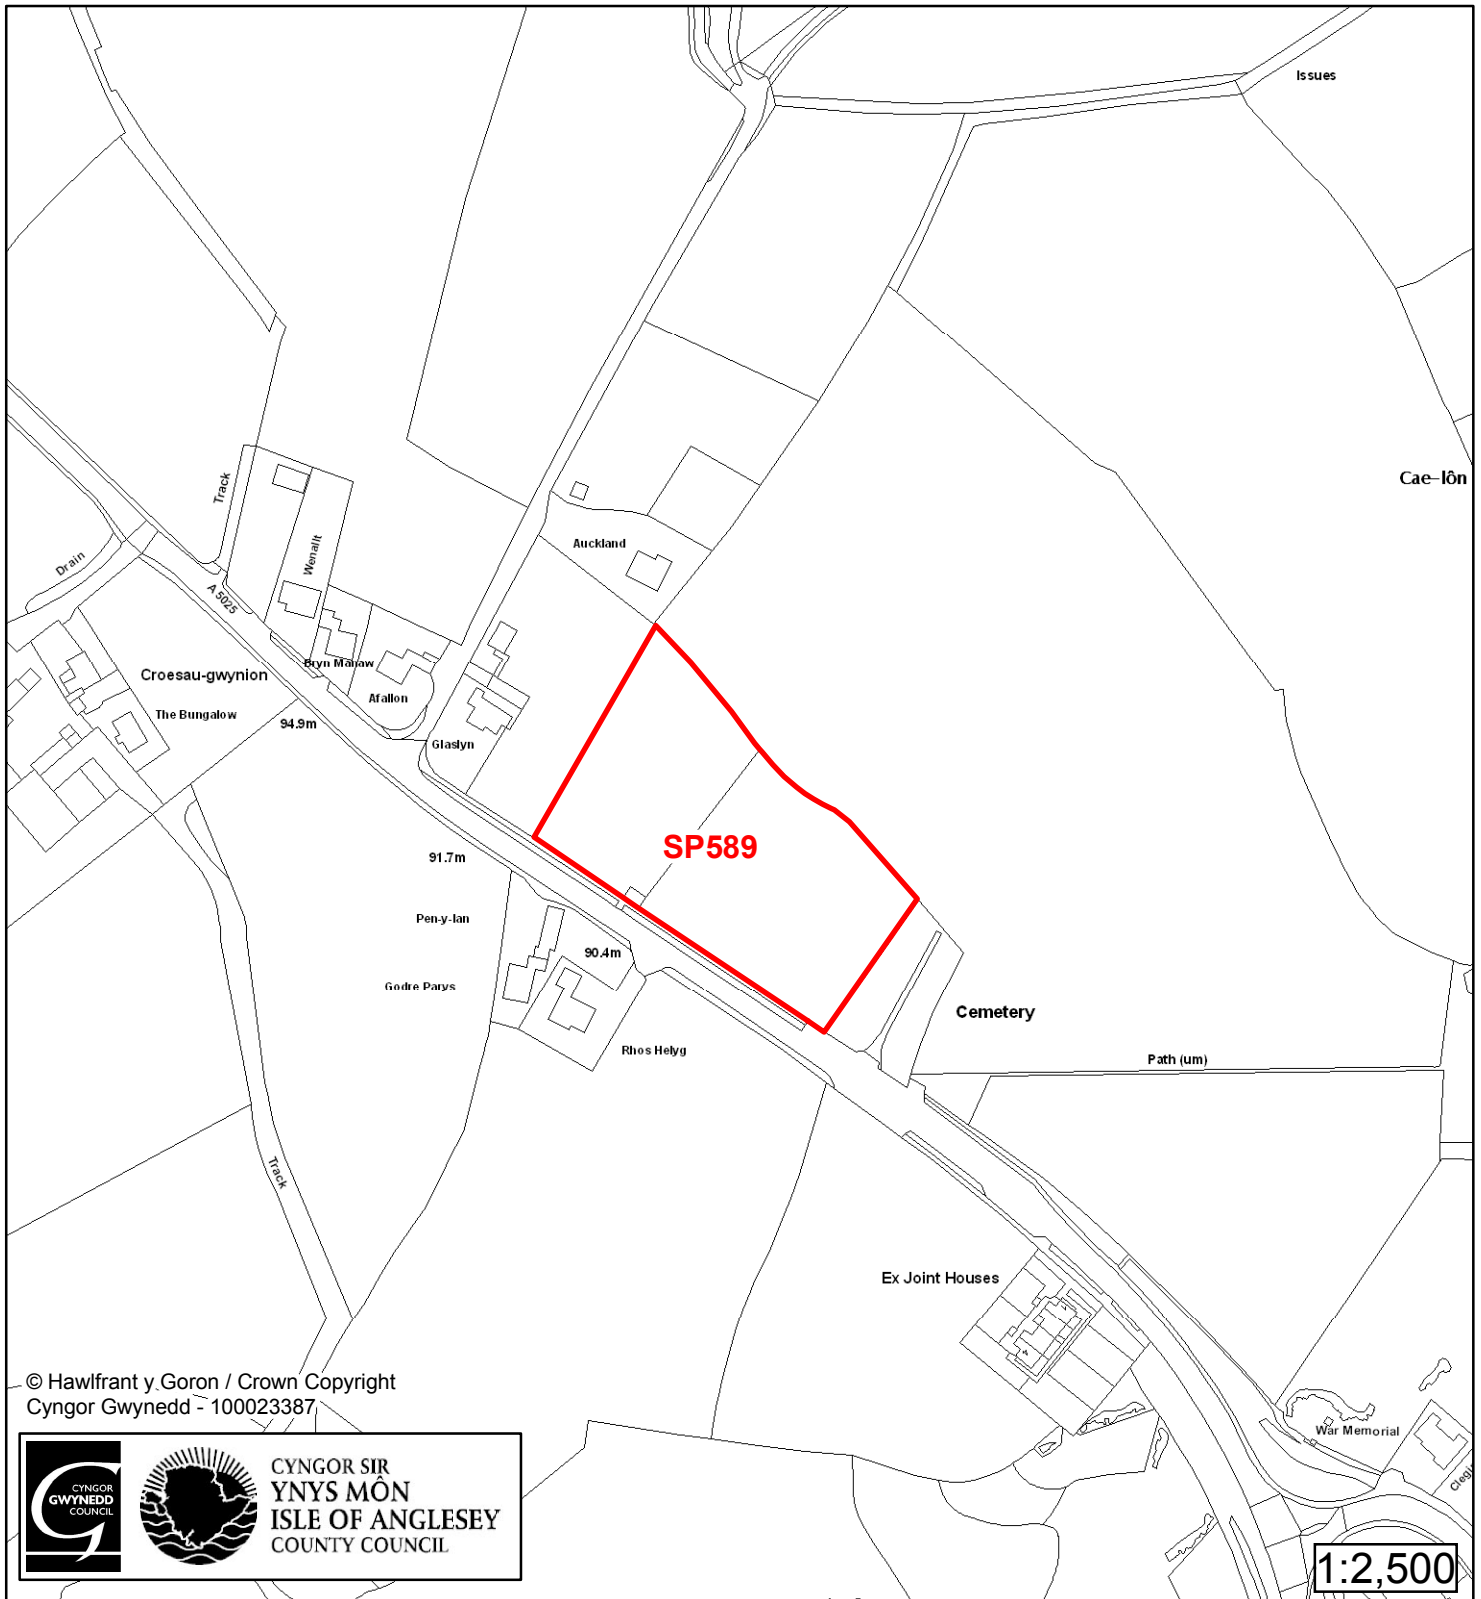 Issues
Cae-lôn
Track
Drain
Wenallt
Auckland
A 5025
Bryn Manaw
Croesau-gwynion
Afallon
The Bungalow
94.9m
Glaslyn
SP589
91.7m
Pen-y-lan
90.4m
Godre Parys
Cemetery
Rhos Helyg
Path (um)
Track
Ex Joint Houses
© Hawlfrant y Goron / Crown Copyright
Cyngor Gwynedd - 100023387
War Memorial
CYNGOR
GWYNEDD
COUNCIL
CYNGOR SIR
YNYS MÔN
ISLE OF ANGLESEY
COUNTY COUNCIL
1:2,500